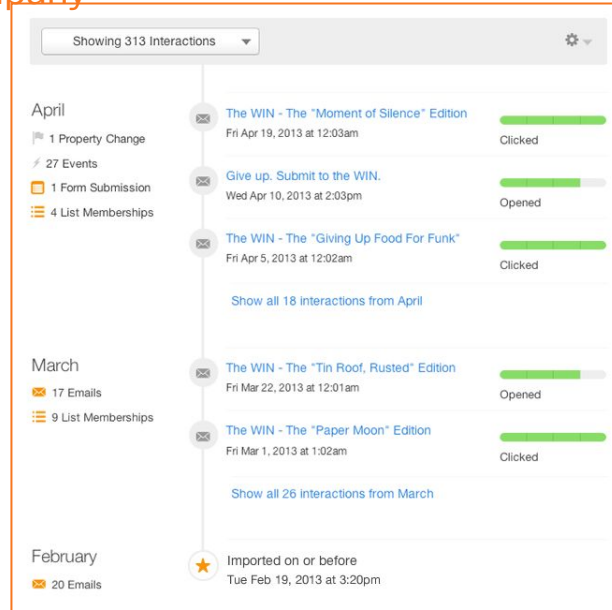 Showing 313 Interactions
April
1 Property Change
27 Events
1 Form Submission
4 List Memberships
The WIN - The "Moment of Silence" Edition
Fri Apr 19, 2013 at 12:03am
Clicked
Give up. Submit to the WIN.
Wed Apr 10, 2013 at 2:03pm
Opened
The WIN - The "Giving Up Food For Funk"
Fri Apr 5, 2013 at 12:02am
Clicked
Show all 18 interactions from April
March
17 Emails
9 List Memberships
The WIN - The "Tin Roof, Rusted" Edition
Fri Mar 22, 2013 at 12:01am
Opened
The WIN - The "Paper Moon" Edition
Fri Mar 1, 2013 at 1:02am
Clicked
Show all 26 interactions from March
February
20 Emails
Imported on or before
Tue Feb 19, 2013 at 3:20pm